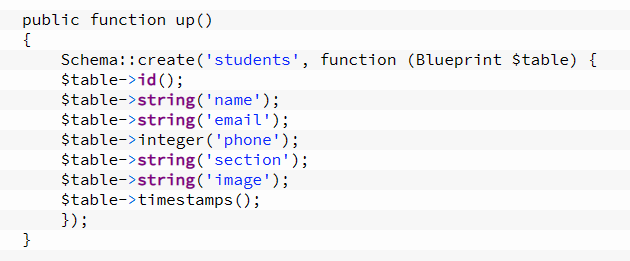 public function up()
{
    Schema::create('students', function (Blueprint $table) {
    $table->id();
    $table->string('name');
    $table->string('email');
    $table->integer('phone');
    $table->string('section');
    $table->string('image');
    $table->timestamps();
    });
}